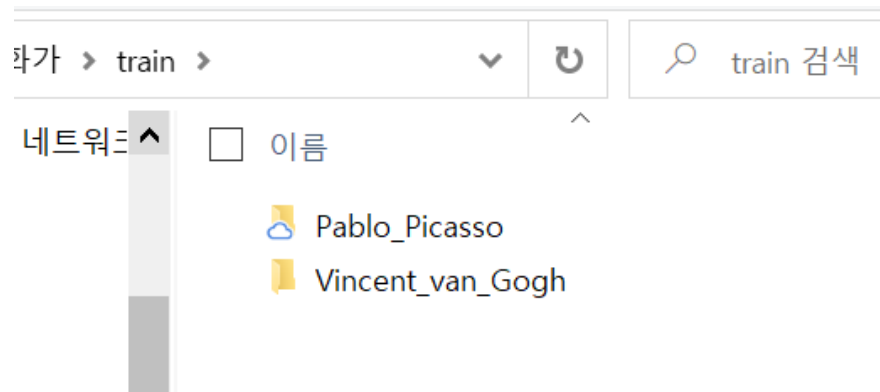 화가 > train >
train 검색
네트워크
이름
Pablo_Picasso
Vincent_van_Gogh